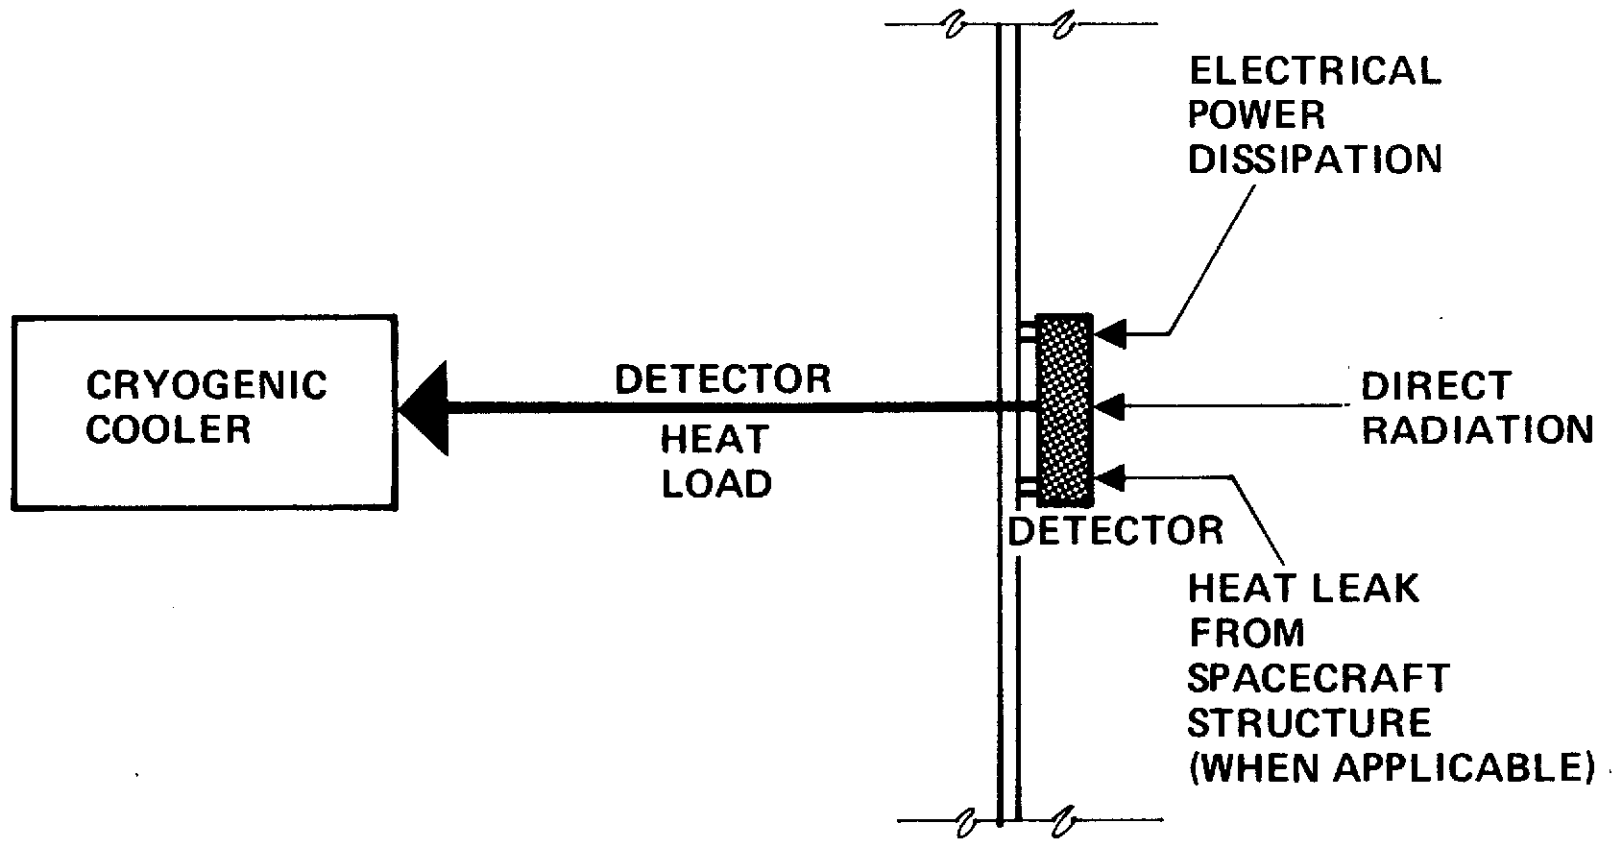 ELECTRICAL
POWER
DISSIPATION
CRYOGENIC
COOLER
DETECTOR
HEAT
LOAD
DIRECT
RADIATION
DETECTOR
HEAT LEAK
FROM
SPACECRAFT
STRUCTURE
(WHEN APPLICABLE)